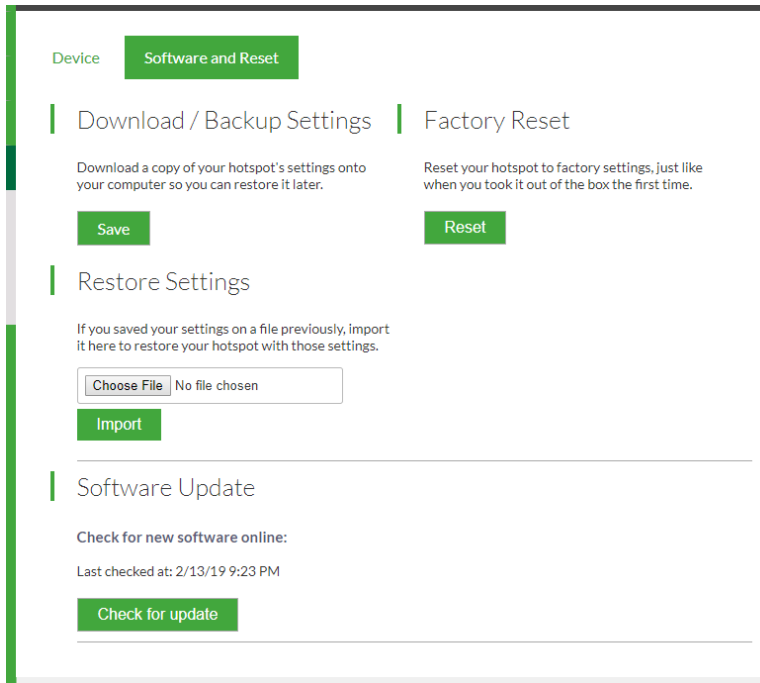 Device
Software and Reset
Download / Backup Settings
Download a copy of your hotspot's settings onto
your computer so you can restore it later.
Save
Factory Reset
Reset your hotspot to factory settings, just like
when you took it out of the box the first time.
Reset
Restore Settings
If you saved your settings on a file previously, import
it here to restore your hotspot with those settings.
Choose File No file chosen
Import
Software Update
Check for new software online:
Last checked at: 2/13/19 9:23 PM
Check for update